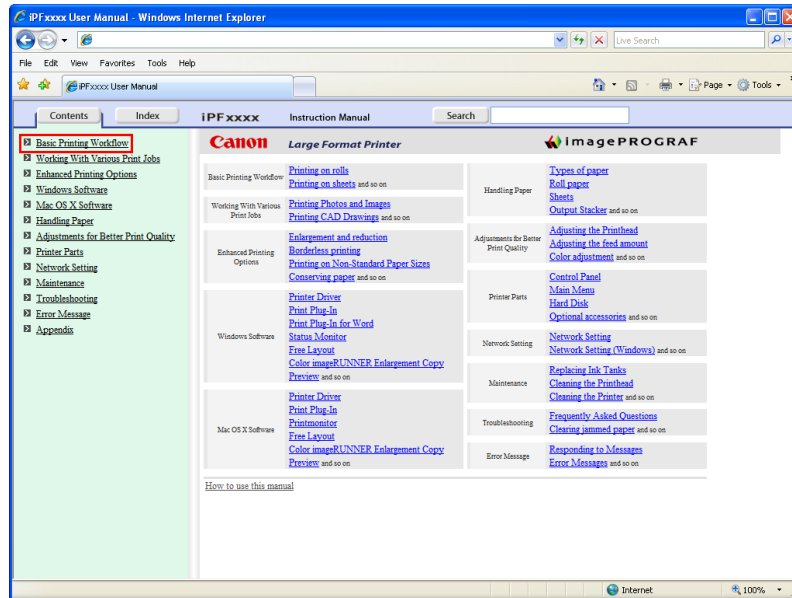 iPFxxxx User Manual - Windows Internet Explorer
Live Search
File Edit View Favorites Tools Help
iPFxxxx User Manual
Page Tools
Contents Index iPFxxxx Instruction Manual Search
Basic Printing Workflow
Working With Various Print Jobs
Enhanced Printing Options
Windows Software
Mac OS X Software
Handling Paper
Adjustments for Better Print Quality
Printer Parts
Network Setting
Maintenance
Troubleshooting
Error Message
Appendix
Canon Large Format Printer imagePROGRAF
Basic Printing Workflow
Printing on rolls
Printing on sheets and so on
Working With Various
Print Jobs
Printing Photos and Images
Printing CAD Drawings and so on
Enhanced Printing
Options
Enlargement and reduction
Borderless printing
Printing on Non-Standard Paper Sizes
Conserving paper and so on
Windows Software
Printer Driver
Print Plug-In
Print Plug-In for Word
Status Monitor
Free Layout
Color imageRUNNER Enlargement Copy
Preview and so on
Mac OS X Software
Printer Driver
Print Plug-In
Printmonitor
Free Layout
Color imageRUNNER Enlargement Copy
Preview and so on
Handling Paper
Types of paper
Roll paper
Sheets
Output Stacker and so on
Adjustments for Better
Print Quality
Adjusting the Printhead
Adjusting the feed amount
Color adjustment and so on
Printer Parts
Control Panel
Main Menu
Hard Disk
Optional accessories and so on
Network Setting
Network Setting
Network Setting (Windows) and so on
Maintenance
Replacing Ink Tanks
Cleaning the Printhead
Cleaning the Printer and so on
Troubleshooting
Frequently Asked Questions
Clearing jammed paper and so on
Error Message
Responding to Messages
Error Messages and so on
How to use this manual
Internet 100%